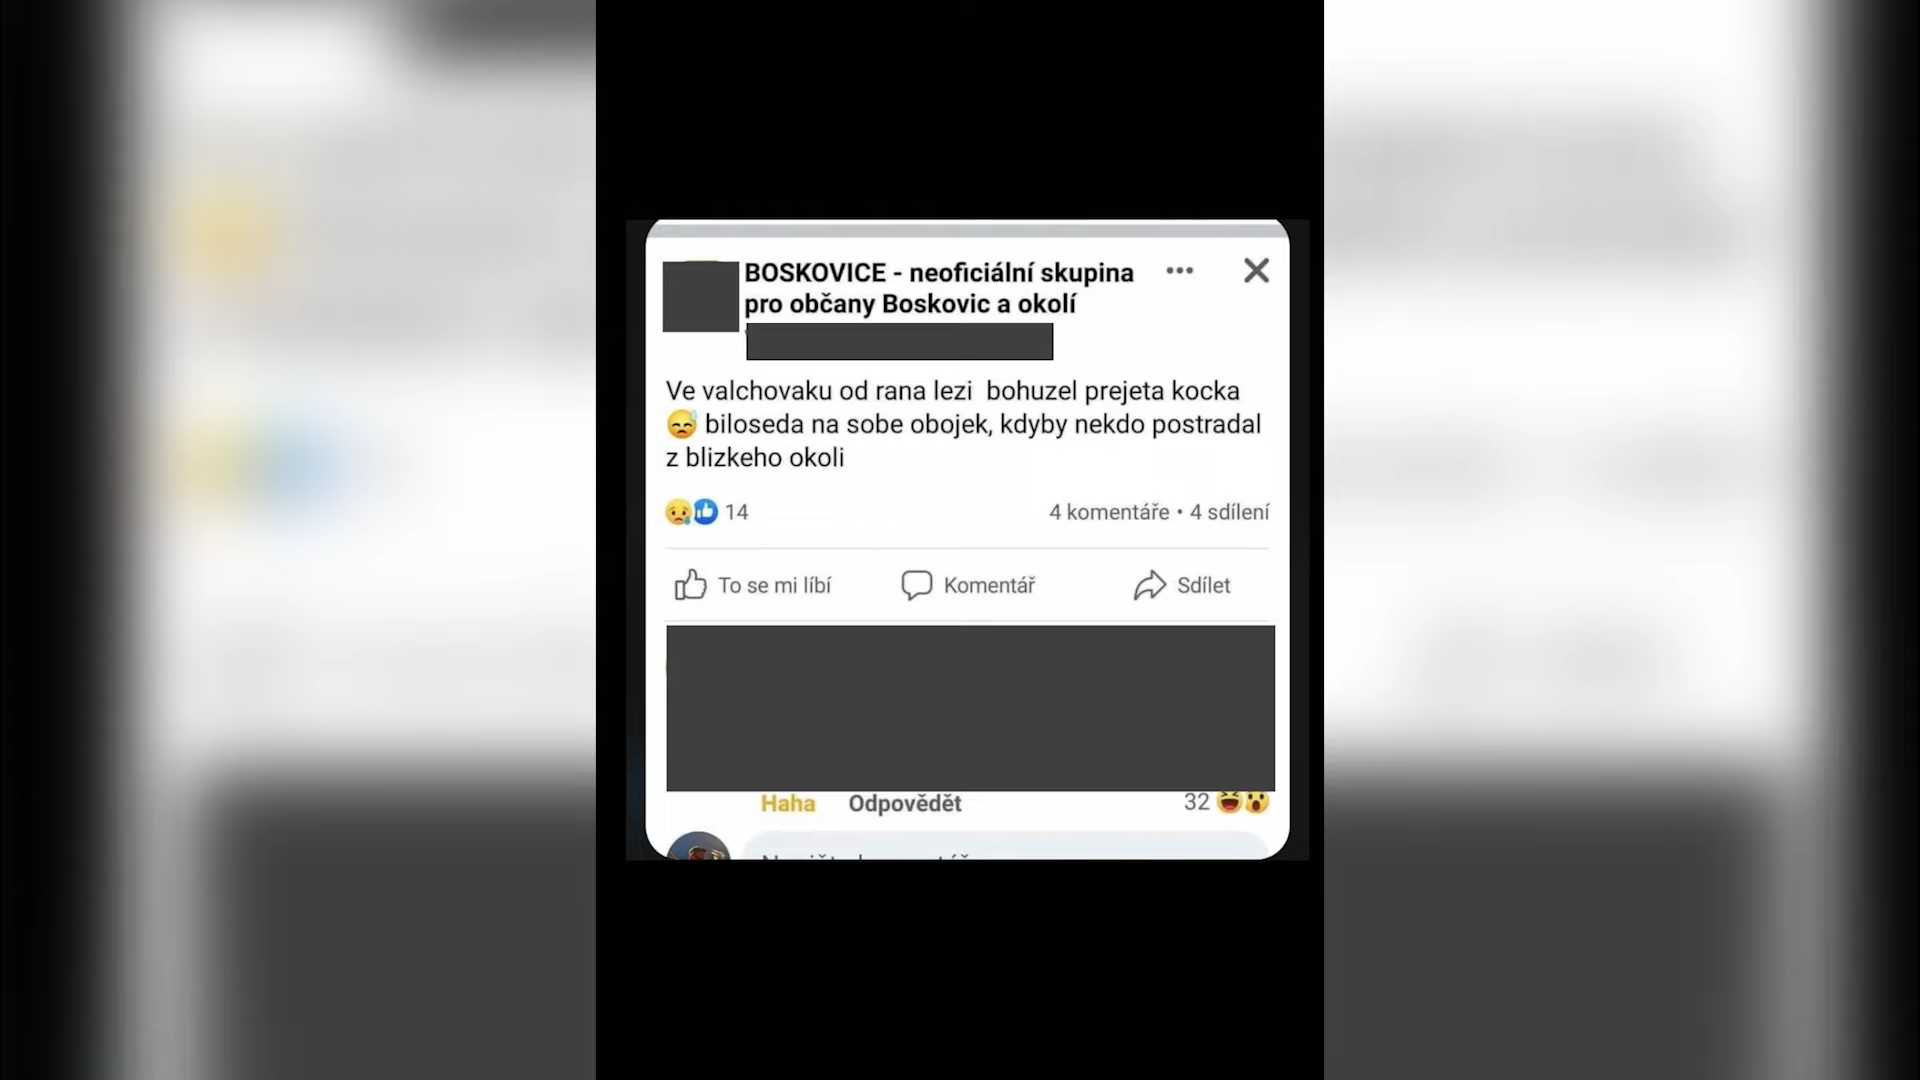 BOSKOVICE - neoficiální skupina
pro občany Boskovic a okolí
Ve valchovaku od rana lezi bohuzel prejeta kocka
😓 biloseda na sobe obojek, kdyby nekdo postradal
z blizkeho okoli
14
4 komentáře • 4 sdílení
To se mi líbí
Komentář
Sdílet
Haha
Odpovědět
32